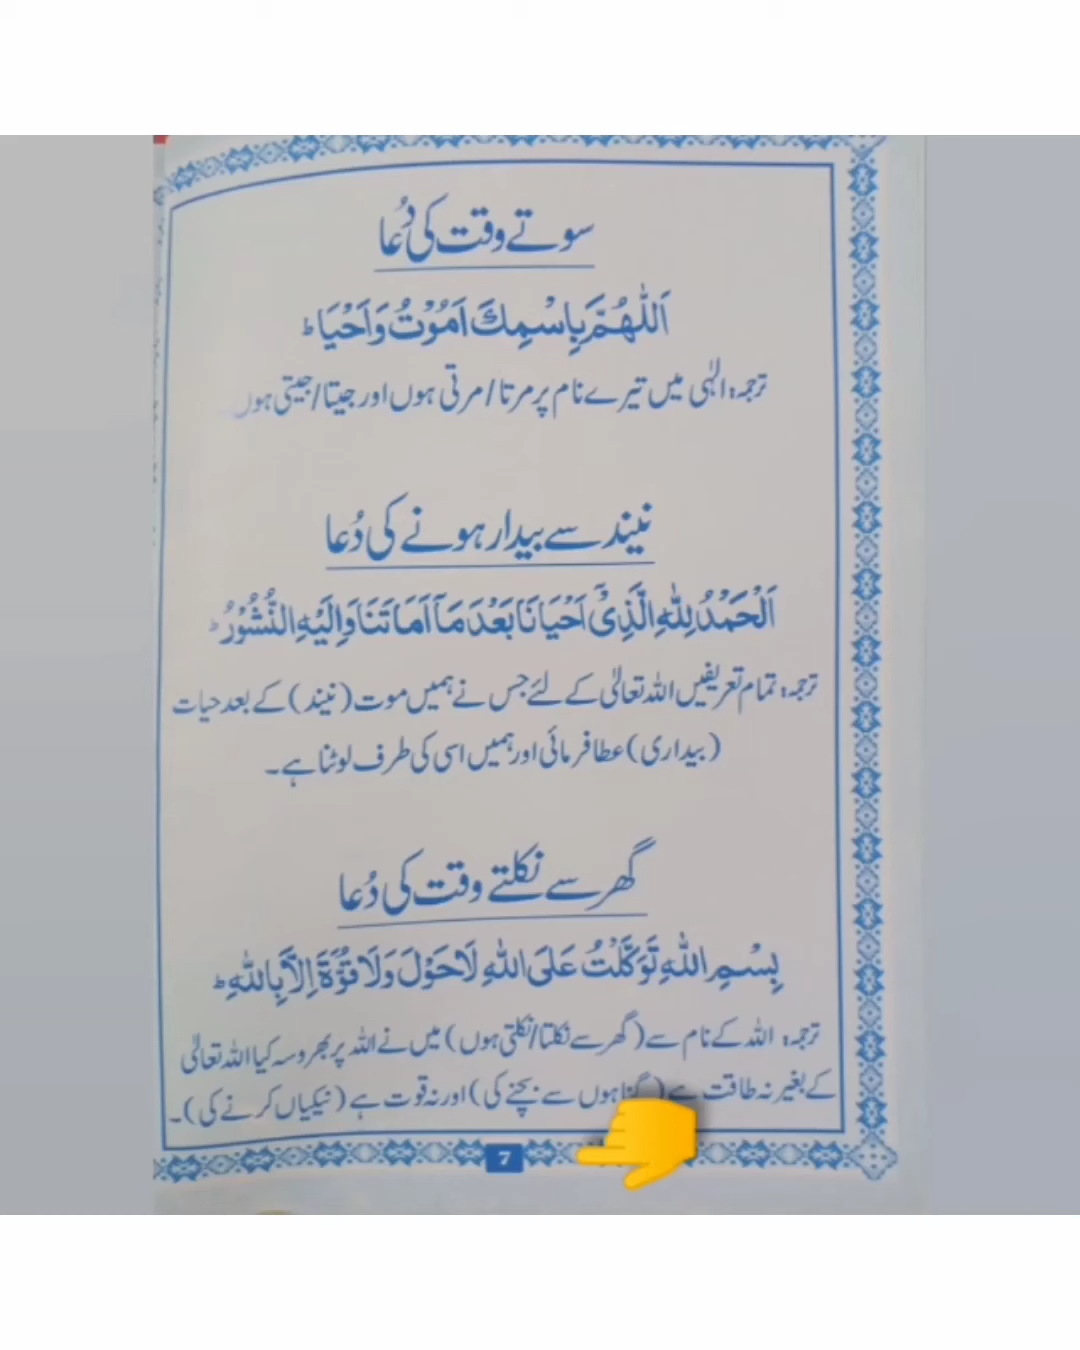 سوتے وقت کی دُعا
اَللّٰهُمَّ بِاسْمِكَ اَمُوْتُ وَاَحْيَا ط
ترجمہ: الٰہی میں تیرے نام پر مرتا/مرتی ہوں اور جیتا/جیتی ہوں
نیند سے بیدار ہونے کی دُعا
اَلْحَمْدُ لِلّٰهِ الَّذِيْٓ اَحْيَانَا بَعْدَ مَآ اَمَاتَنَا وَاِلَيْهِ النُّشُوْرُ ط
ترجمہ: تمام تعریفیں اللہ تعالیٰ کے لئے جس نے ہمیں موت (نیند) کے بعد حیات
(بیداری) عطا فرمائی اور ہمیں اسی کی طرف لوٹنا ہے۔
گھر سے نکلتے وقت کی دُعا
بِسْمِ اللّٰهِ تَوَكَّلْتُ عَلَى اللّٰهِ لَاحَوْلَ وَلَا قُوَّةَ اِلَّا بِاللّٰهِ ط
ترجمہ: اللہ کے نام سے (گھر سے نکلتا/نکلتی ہوں) میں نے اللہ پر بھروسہ کیا اللہ تعالیٰ
کے بغیر نہ طاقت ہے (گناہوں سے بچنے کی) اور نہ قوت ہے (نیکیاں کرنے کی)۔
7